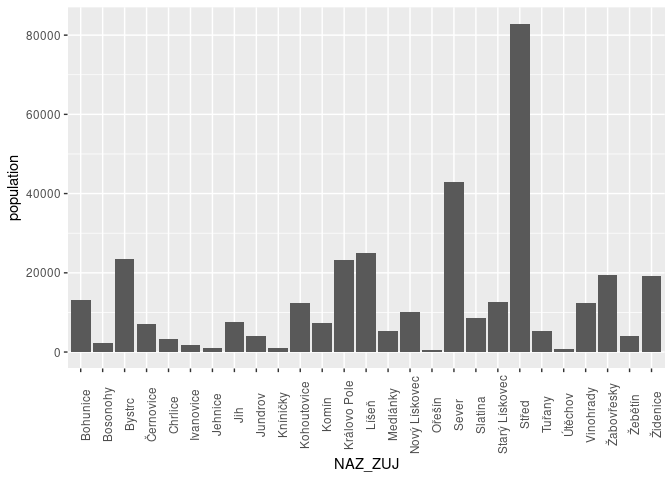 80000
60000
40000
20000
0
population
Bohunice
Bosonohy
Bystrc
Černovice
Chrlice
Ivanovice
Jehnice
Jih
Jundrov
Kníničky
Kohoutovice
Komín
Královo Pole
Líšeň
Medlánky
Nový Lískovec
Ořešín
Sever
Slatina
Starý Lískovec
Střed
Tuřany
Útěchov
Vinohrady
Žabovřesky
Žebětín
Židenice
NAZ_ZUJ